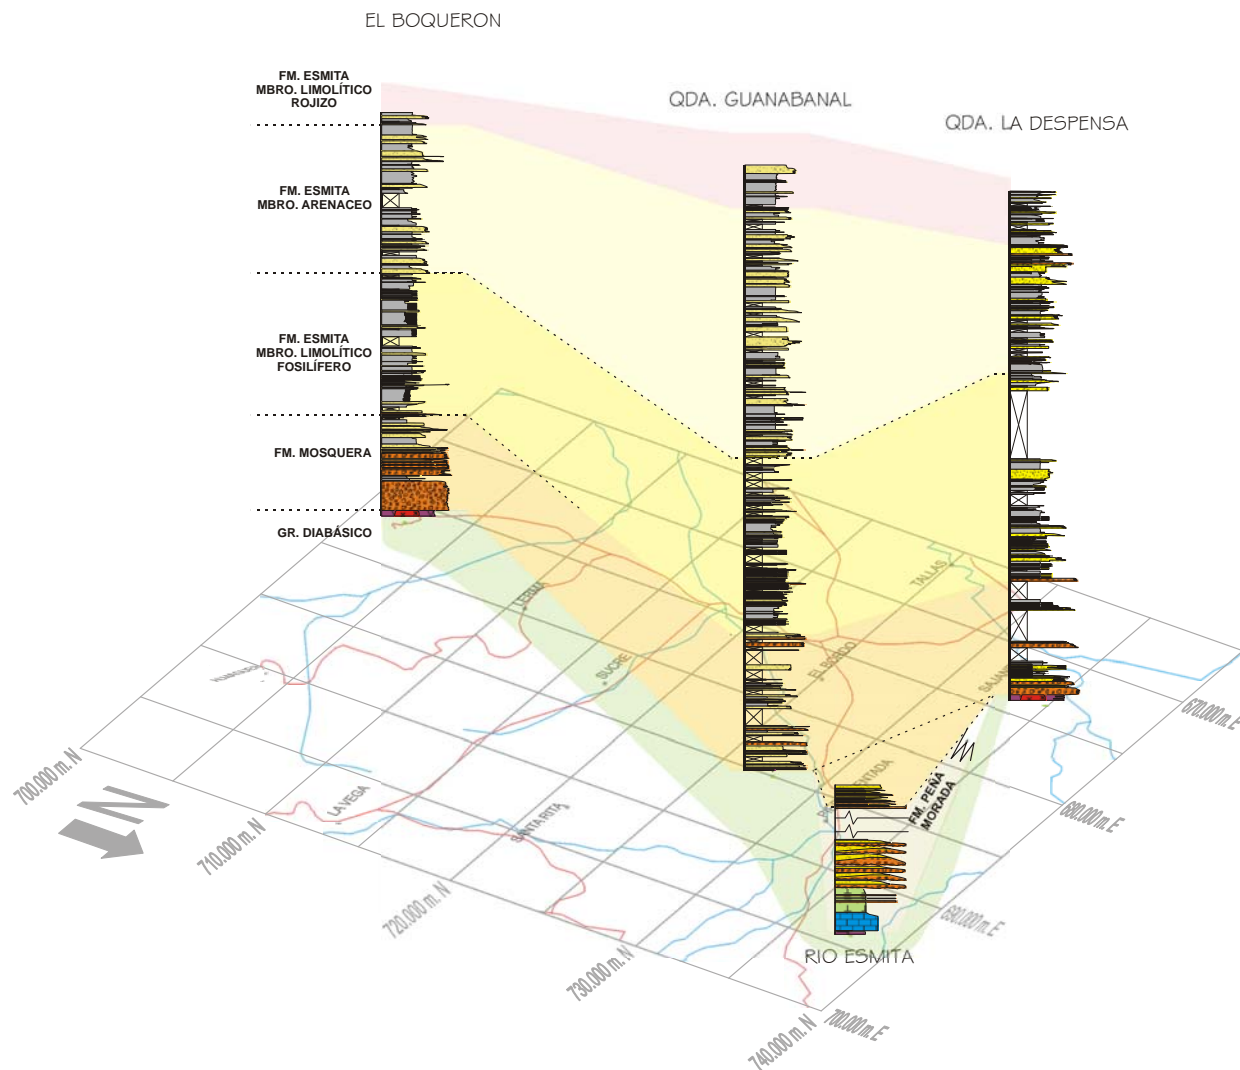 EL BOQUERON
FM. ESMITA
MBRO. LIMOLÍTICO
ROJIZO
QDA. GUANABANAL
QDA. LA DESPENSA
FM. ESMITA
MBRO. ARENACEO
FM. ESMITA
MBRO. LIMOLÍTICO
FOSILÍFERO
FM. MOSQUERA
GR. DIABÁSICO
TALLAS
SUCRE
EL BORDO
LA VEGA
SANTA RITA
FM. PEÑA
MORADA
RIO ESMITA
N
700.000 m. N
710.000 m. N
720.000 m. N
730.000 m. N
740.000 m. N
670.000 m. E
680.000 m. E
690.000 m. E
700.000 m. E